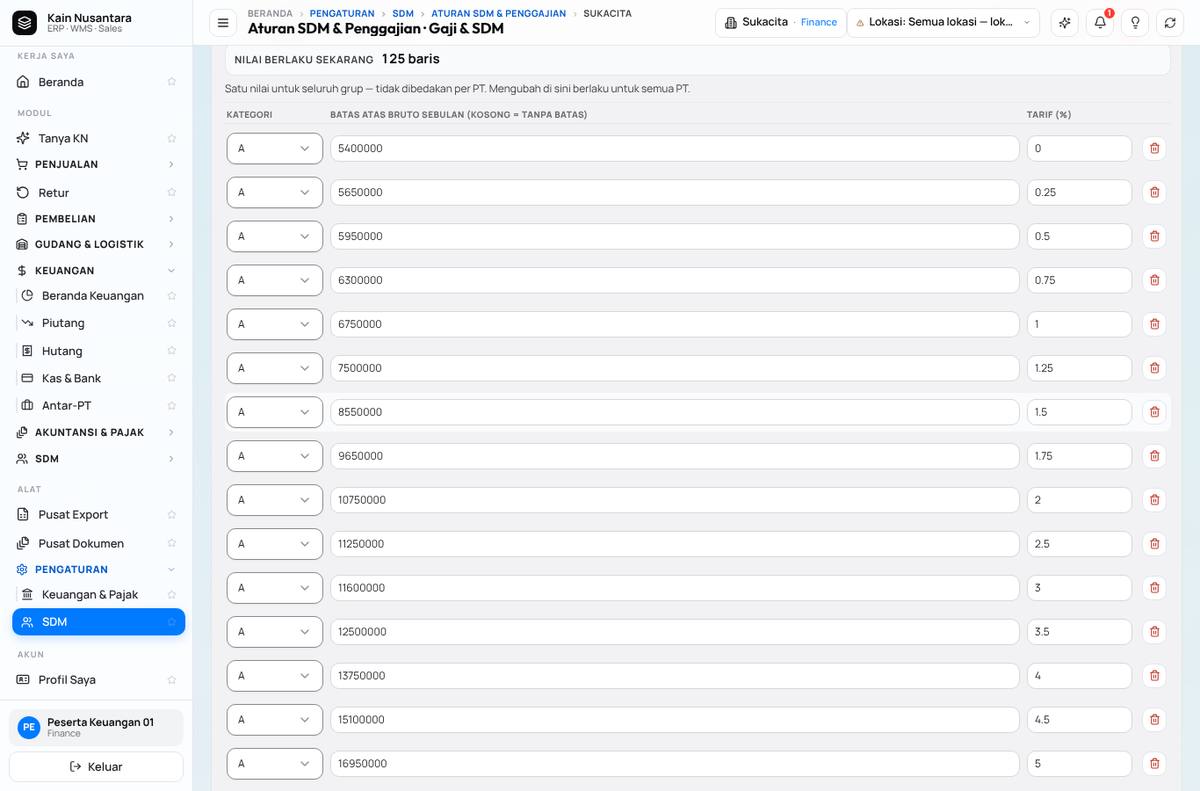 Kain Nusantara
ERP · WMS · Sales
KERJA SAYA
Beranda
MODUL
Tanya KN
PENJUALAN
Retur
PEMBELIAN
GUDANG & LOGISTIK
KEUANGAN
Beranda Keuangan
Piutang
Hutang
Kas & Bank
Antar-PT
AKUNTANSI & PAJAK
SDM
ALAT
Pusat Export
Pusat Dokumen
PENGATURAN
Keuangan & Pajak
SDM
AKUN
Profil Saya
PE
Peserta Keuangan 01
Finance
Keluar
BERANDA › PENGATURAN › SDM › ATURAN SDM & PENGGAJIAN › SUKACITA
Aturan SDM & Penggajian · Gaji & SDM
Sukacita · Finance
Lokasi: Semua lokasi — lok...
1
NILAI BERLAKU SEKARANG 125 baris
Satu nilai untuk seluruh grup — tidak dibedakan per PT. Mengubah di sini berlaku untuk semua PT.
KATEGORI BATAS ATAS BRUTO SEBULAN (KOSONG = TANPA BATAS) TARIF (%)
A 5400000 0
A 5650000 0.25
A 5950000 0.5
A 6300000 0.75
A 6750000 1
A 7500000 1.25
A 8550000 1.5
A 9650000 1.75
A 10750000 2
A 11250000 2.5
A 11600000 3
A 12500000 3.5
A 13750000 4
A 15100000 4.5
A 16950000 5